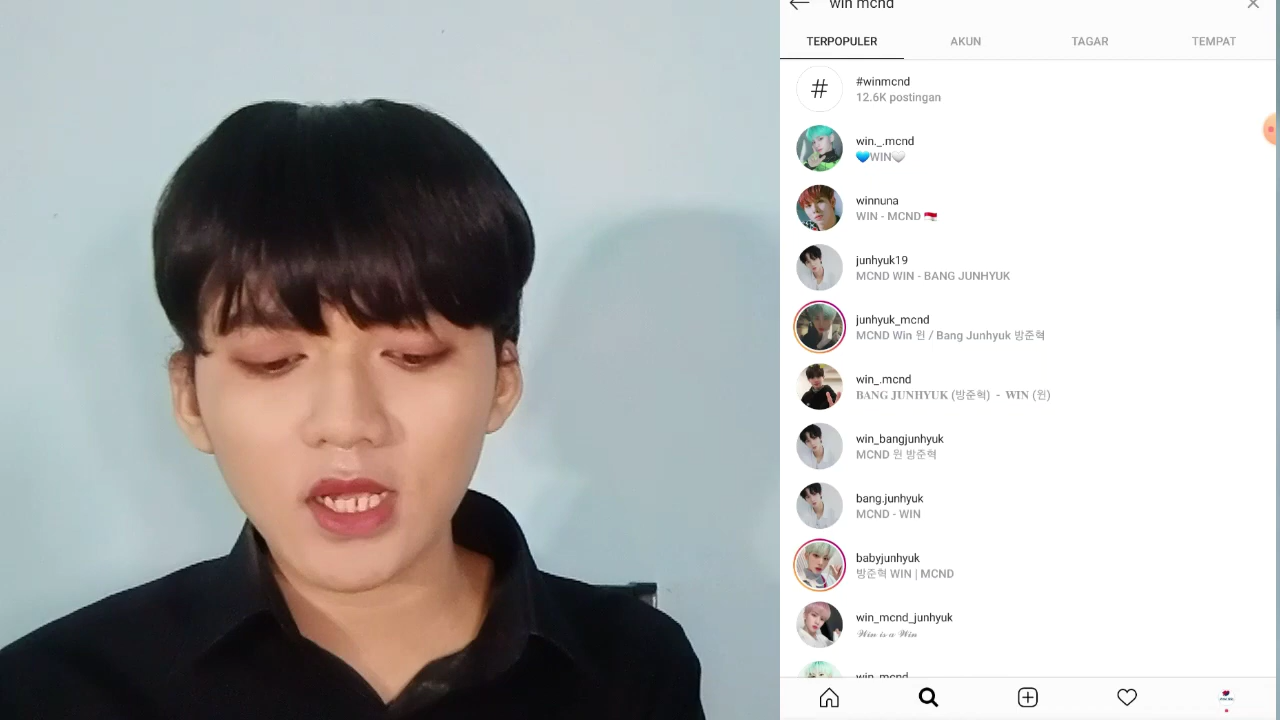 win mcnd
TERPOPULER AKUN TAGAR TEMPAT
#
#winmcnd
12.6K postingan
win._.mcnd
💙WIN🤍
winnuna
WIN - MCND 🇮🇩
junhyuk19
MCND WIN - BANG JUNHYUK
junhyuk_mcnd
MCND Win 윈 / Bang Junhyuk 방준혁
win_.mcnd
𝐁𝐀𝐍𝐆 𝐉𝐔𝐍𝐇𝐘𝐔𝐊 (방준혁) - 𝐖𝐈𝐍 (윈)
win_bangjunhyuk
MCND 윈 방준혁
bang.junhyuk
MCND - WIN
babyjunhyuk
방준혁 WIN | MCND
win_mcnd_junhyuk
𝒲𝒾𝓃 𝒾𝓈 𝒶 𝒲𝒾𝓃